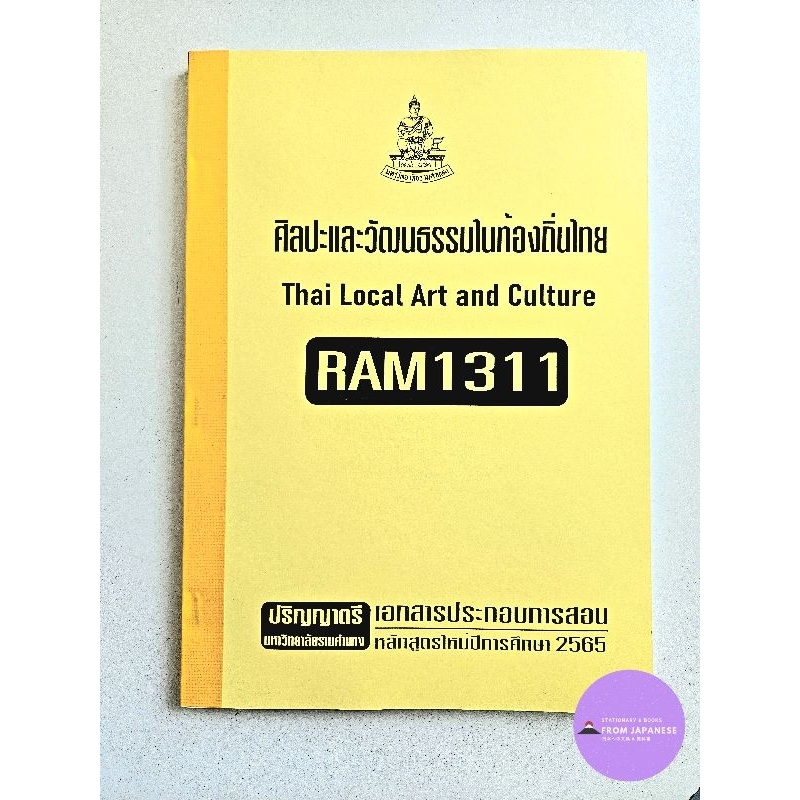 ศิลปะและวัฒนธรรมในท้องถิ่นไทย
Thai Local Art and Culture
RAM1311
ปริญญาตรี
มหาวิทยาลัยรามคำแหง
เอกสารประกอบการสอน
หลักสูตรใหม่ปีการศึกษา 2565
STATIONARY & BOOKS
FROM JAPANESE